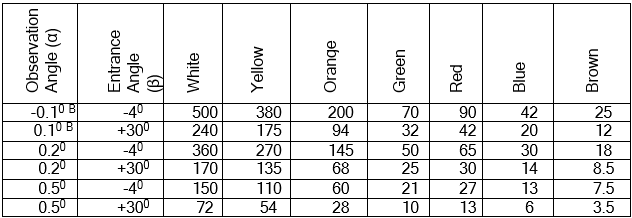 Observation Angle (α) Entrance Angle (β) White Yellow Orange Green Red Blue Brown
-0.1⁰ ᴮ -4⁰ 500 380 200 70 90 42 25
0.1⁰ ᴮ +30⁰ 240 175 94 32 42 20 12
0.2⁰ -4⁰ 360 270 145 50 65 30 18
0.2⁰ +30⁰ 170 135 68 25 30 14 8.5
0.5⁰ -4⁰ 150 110 60 21 27 13 7.5
0.5⁰ +30⁰ 72 54 28 10 13 6 3.5